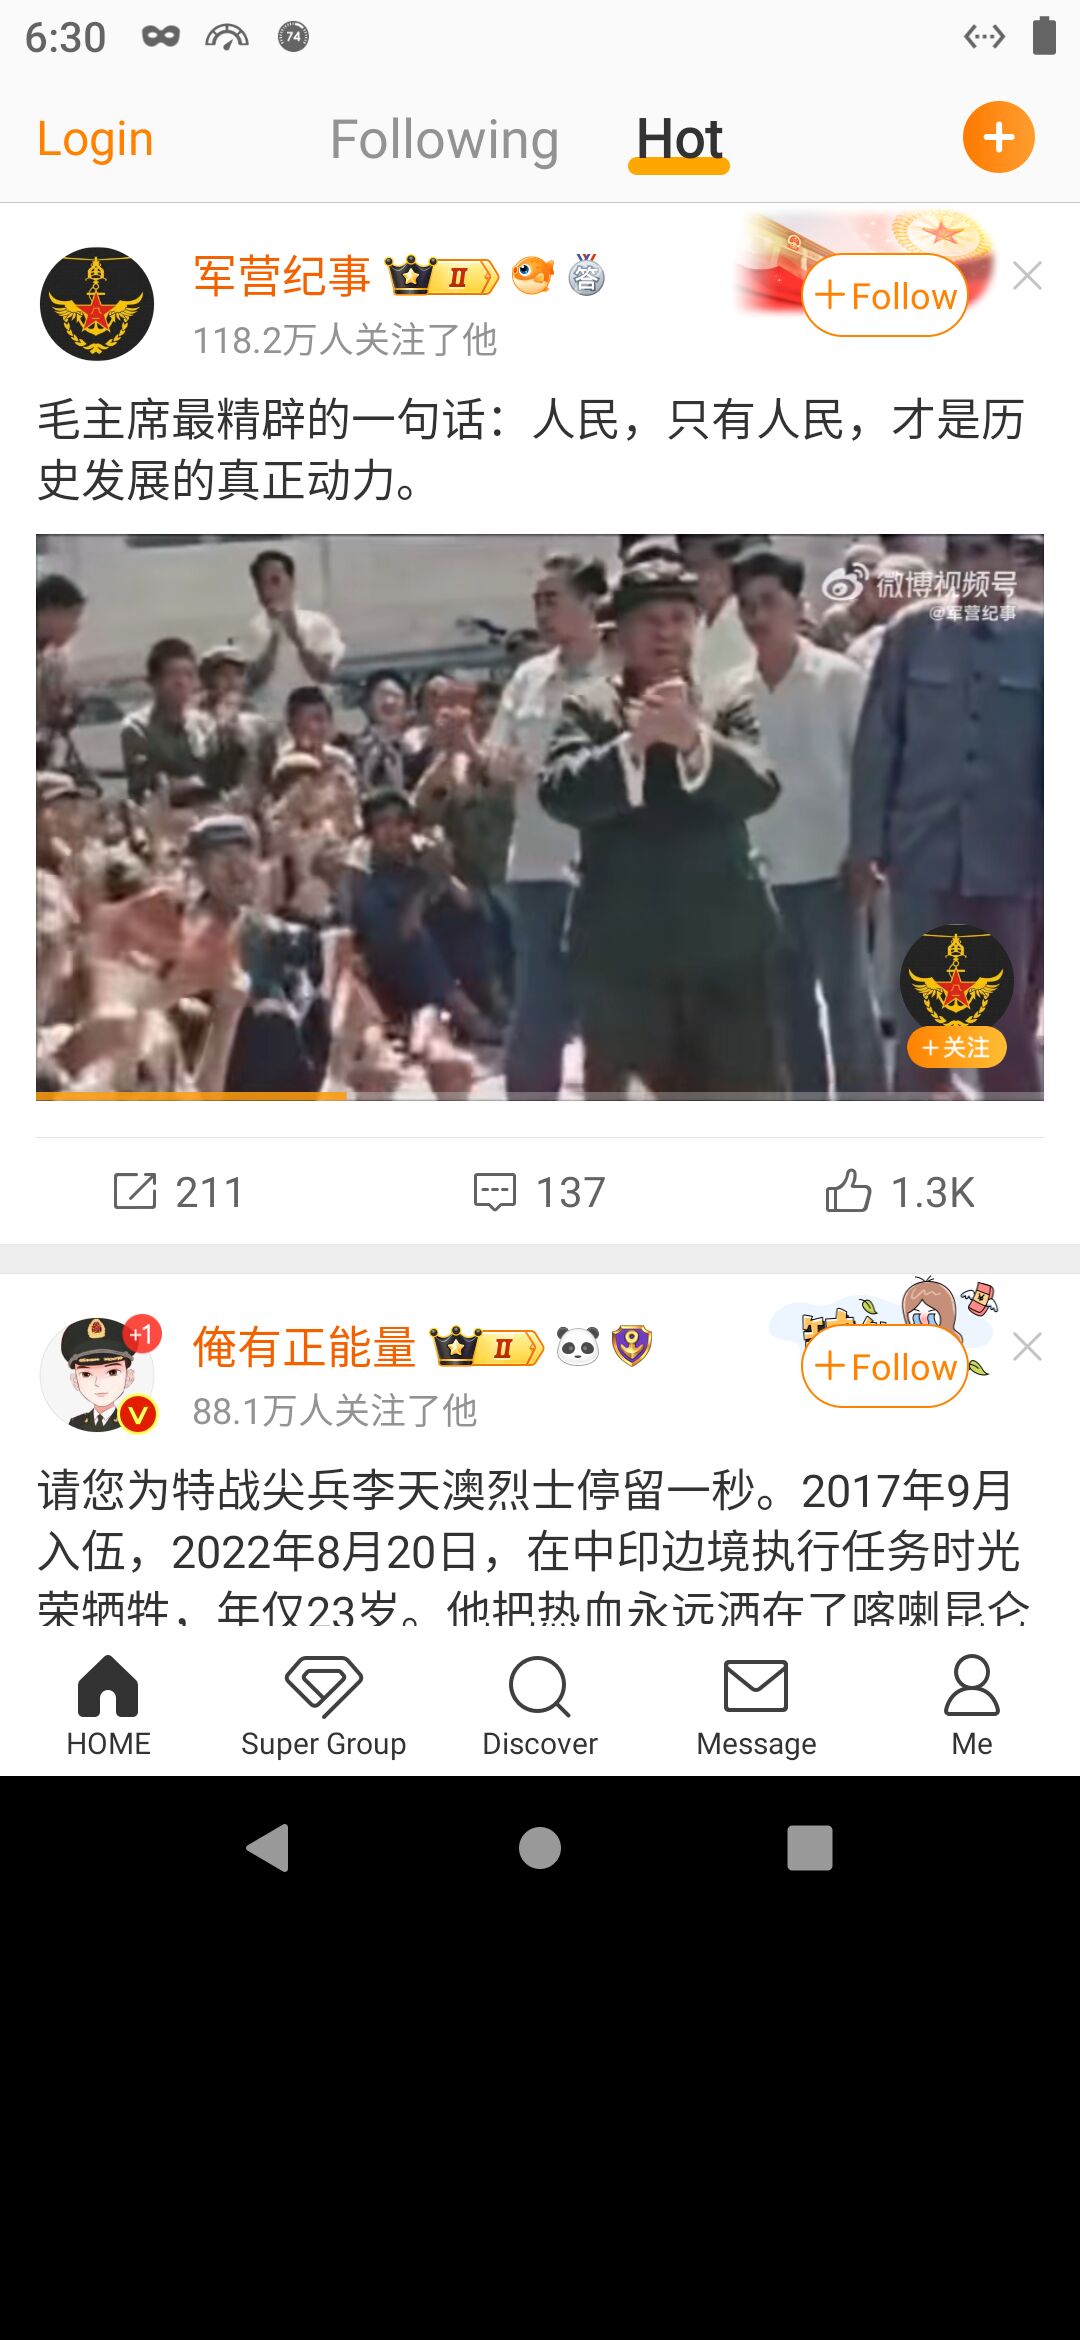 6:30
74
Login
Following
Hot
军营纪事
II
答
118.2万人关注了他
Follow
毛主席最精辟的一句话：人民，只有人民，才是历
史发展的真正动力。
微博视频号
@军营纪事
+关注
211
137
1.3K
+1
俺有正能量
II
88.1万人关注了他
Follow
请您为特战尖兵李天澳烈士停留一秒。2017年9月
入伍，2022年8月20日，在中印边境执行任务时光
荣牺牲，年仅23岁。他把热血永远洒在了喀喇昆仑
HOME
Super Group
Discover
Message
Me